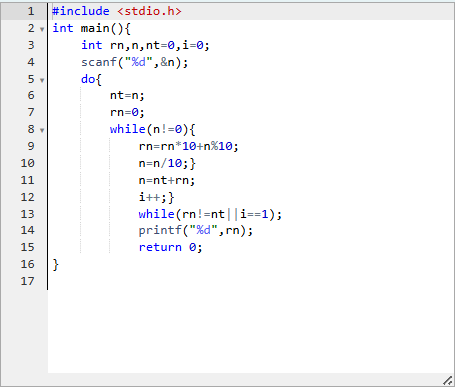 1 #include <stdio.h>
2 int main(){
3 int rn,n,nt=0,i=0;
4 scanf("%d",&n);
5 do{
6 nt=n;
7 rn=0;
8 while(n!=0){
9 rn=rn*10+n%10;
10 n=n/10;}
11 n=nt+rn;
12 i++;}
13 while(rn!=nt||i==1);
14 printf("%d",rn);
15 return 0;
16 }
17